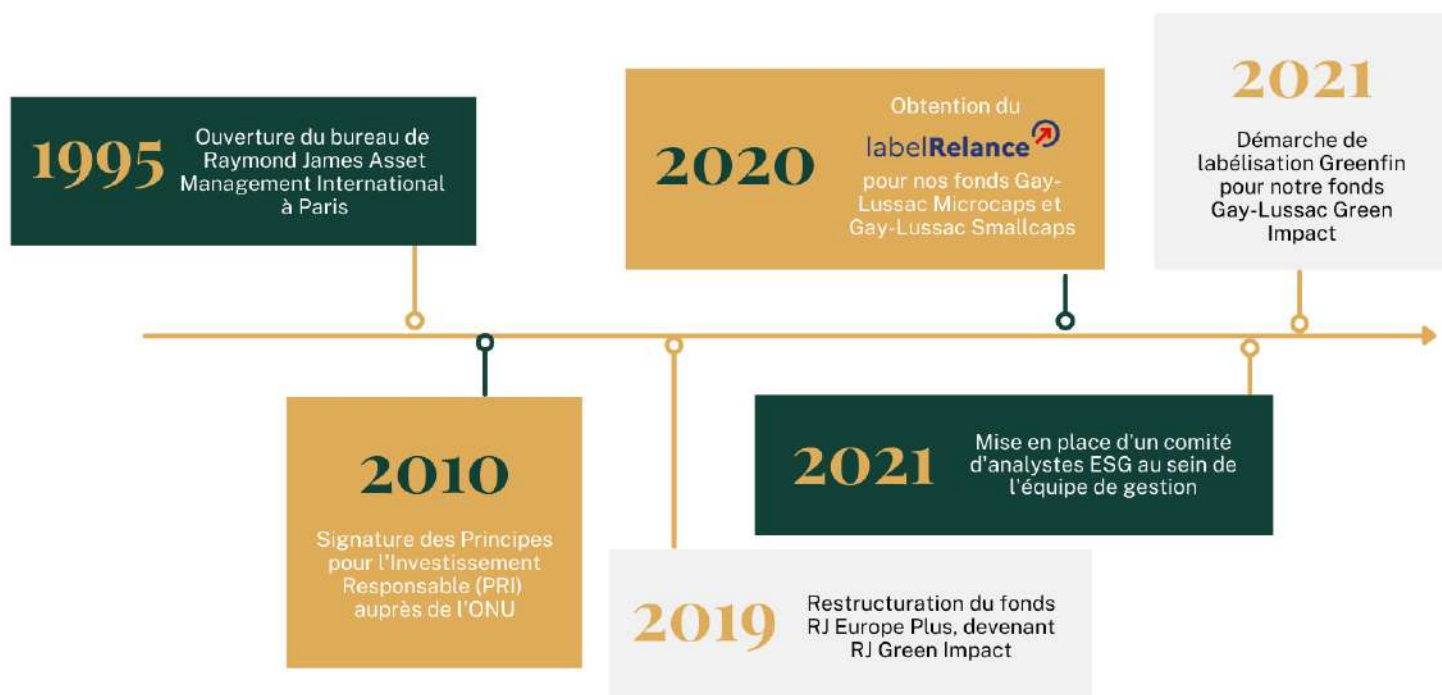 1995
Ouverture du bureau de
Raymond James Asset
Management International
à Paris
2010
Signature des Principes
pour l'Investissement
Responsable (PRI)
auprès de l'ONU
2019
Restructuration du fonds
RJ Europe Plus, devenant
RJ Green Impact
2020
Obtention du
labelRelance
pour nos fonds Gay-
Lussac Microcaps et
Gay-Lussac Smallcaps
2021
Mise en place d'un comité
d'analystes ESG au sein de
l'équipe de gestion
2021
Démarche de
labélisation Greenfin
pour notre fonds
Gay-Lussac Green
Impact